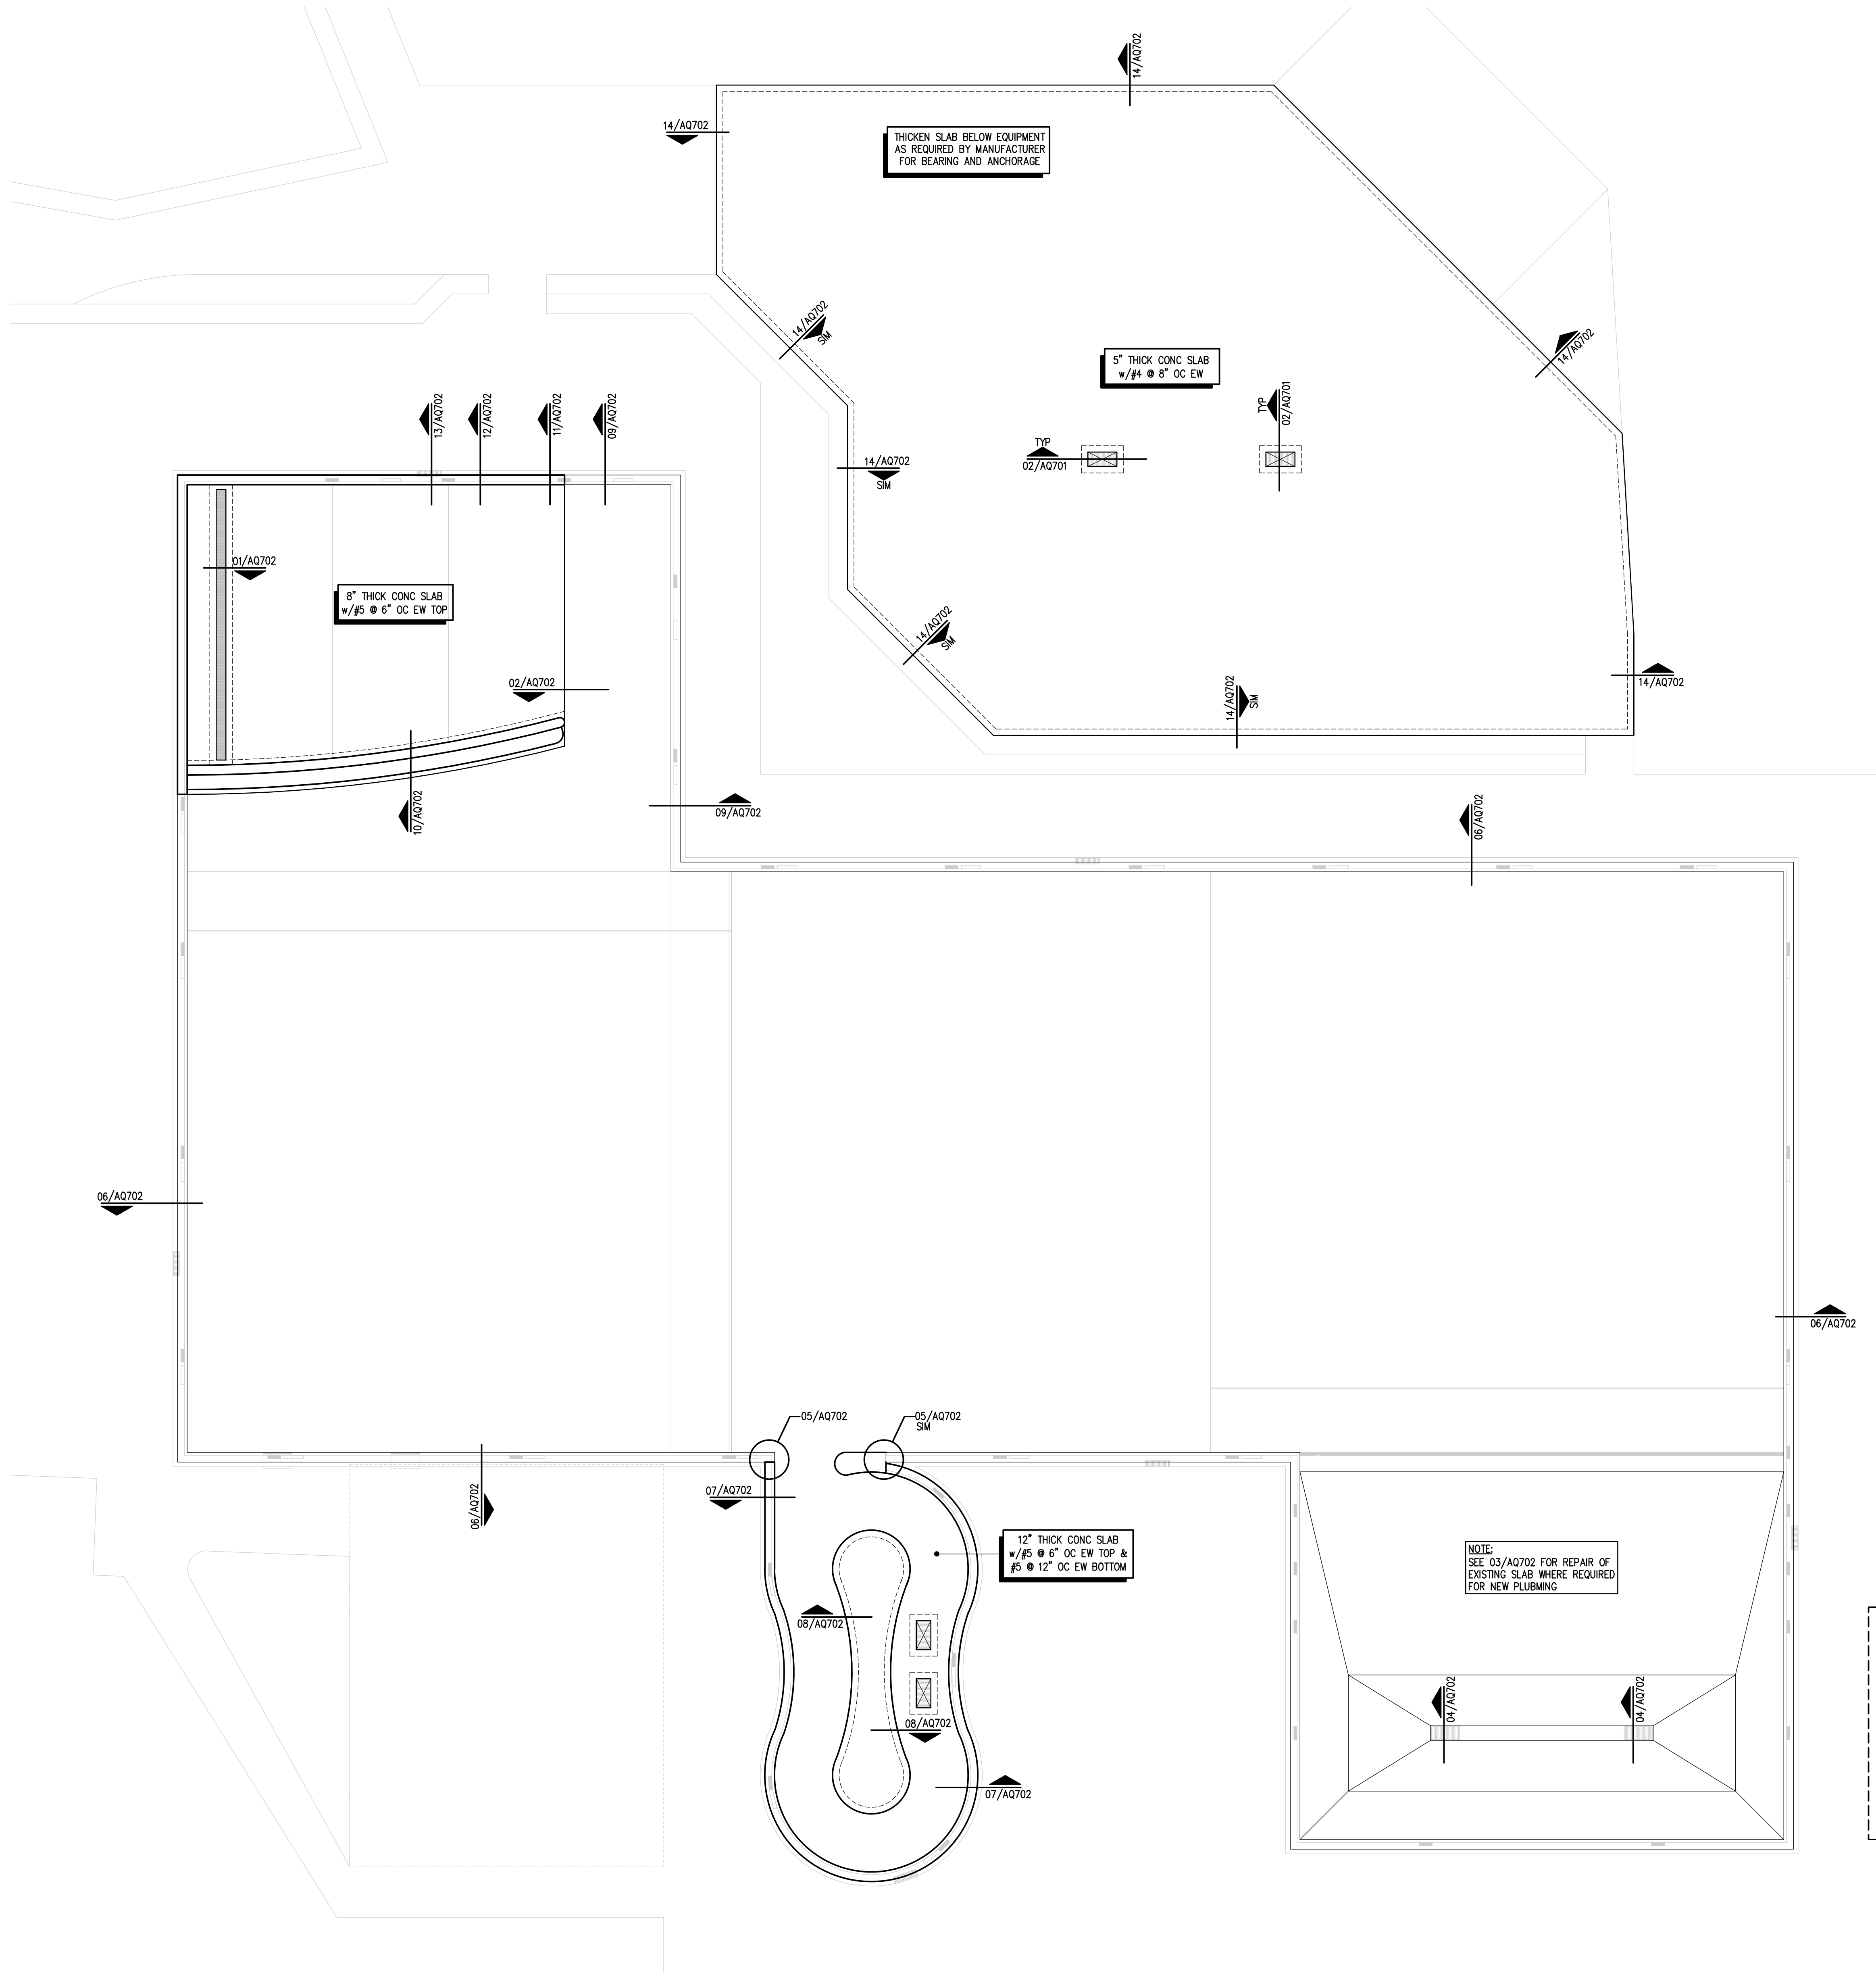 14/AQ702
14/AQ702
THICKEN SLAB BELOW EQUIPMENT
AS REQUIRED BY MANUFACTURER
FOR BEARING AND ANCHORAGE
14/AQ702
SIM
14/AQ702
5" THICK CONC SLAB
w/#4 @ 8" OC EW
TYP
02/AQ701
TYP
02/AQ701
13/AQ702
12/AQ702
11/AQ702
09/AQ702
14/AQ702
SIM
01/AQ702
8" THICK CONC SLAB
w/#5 @ 6" OC EW TOP
14/AQ702
SIM
02/AQ702
14/AQ702
SIM
14/AQ702
10/AQ702
09/AQ702
06/AQ702
06/AQ702
06/AQ702
05/AQ702
05/AQ702
SIM
06/AQ702
07/AQ702
12" THICK CONC SLAB
w/#5 @ 6" OC EW TOP &
#5 @ 12" OC EW BOTTOM
NOTE:
SEE 03/AQ702 FOR REPAIR OF
EXISTING SLAB WHERE REQUIRED
FOR NEW PLUBMING
08/AQ702
04/AQ702
04/AQ702
08/AQ702
07/AQ702